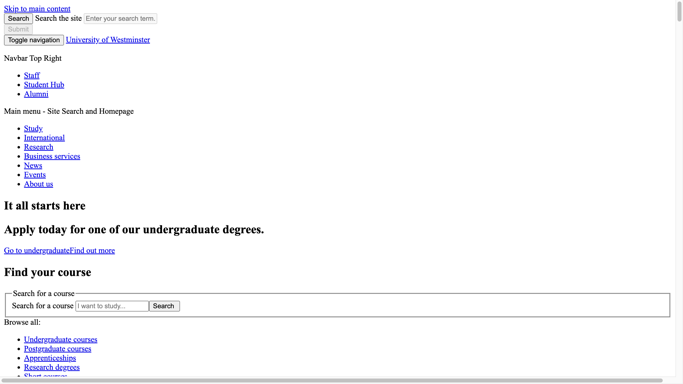 Skip to main content
Search Search the site Enter your search term.
Submit
Toggle navigation University of Westminster
Navbar Top Right
Staff
Student Hub
Alumni
Main menu - Site Search and Homepage
Study
International
Research
Business services
News
Events
About us
It all starts here
Apply today for one of our undergraduate degrees.
Go to undergraduateFind out more
Find your course
Search for a course
Search for a course I want to study... Search
Browse all:
Undergraduate courses
Postgraduate courses
Apprenticeships
Research degrees
Short courses